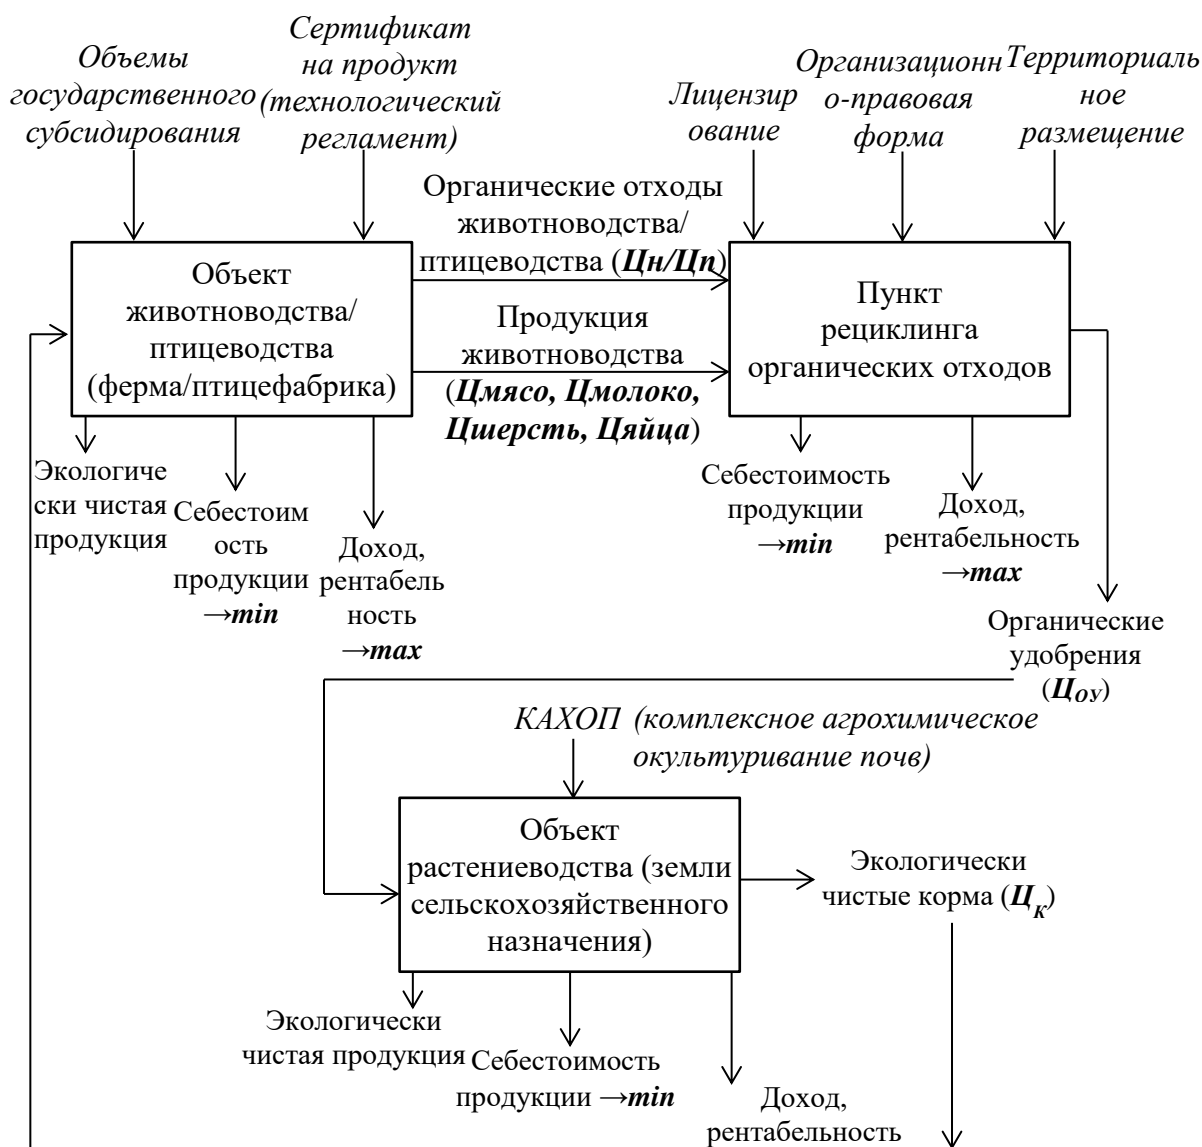 Объемы
государственного
субсидирования
Сертификат
на продукт
(технологический
регламент)
Лицензир
ование
Организационн
о-правовая
форма
Территориаль
ное
размещение
Органические отходы
животноводства/
птицеводства (Цн/Цп)
Объект
животноводства/
птицеводства
(ферма/птицефабрика)
Продукция
животноводства
(Цмясо, Цмолоко,
Цшерсть, Цяйца)
Пункт
рециклинга
органических отходов
Экологиче
ски чистая
продукция
Себестоим
ость
продукции
→min
Доход,
рентабель
ность
→max
Себестоимость
продукции
→min
Доход,
рентабельность
→max
Органические
удобрения
(ЦОУ)
КАХОП (комплексное агрохимическое
окультуривание почв)
Объект
растениеводства (земли
сельскохозяйственного
назначения)
Экологически
чистые корма (ЦК)
Экологически
чистая продукция
Себестоимость
продукции →min
Доход,
рентабельность